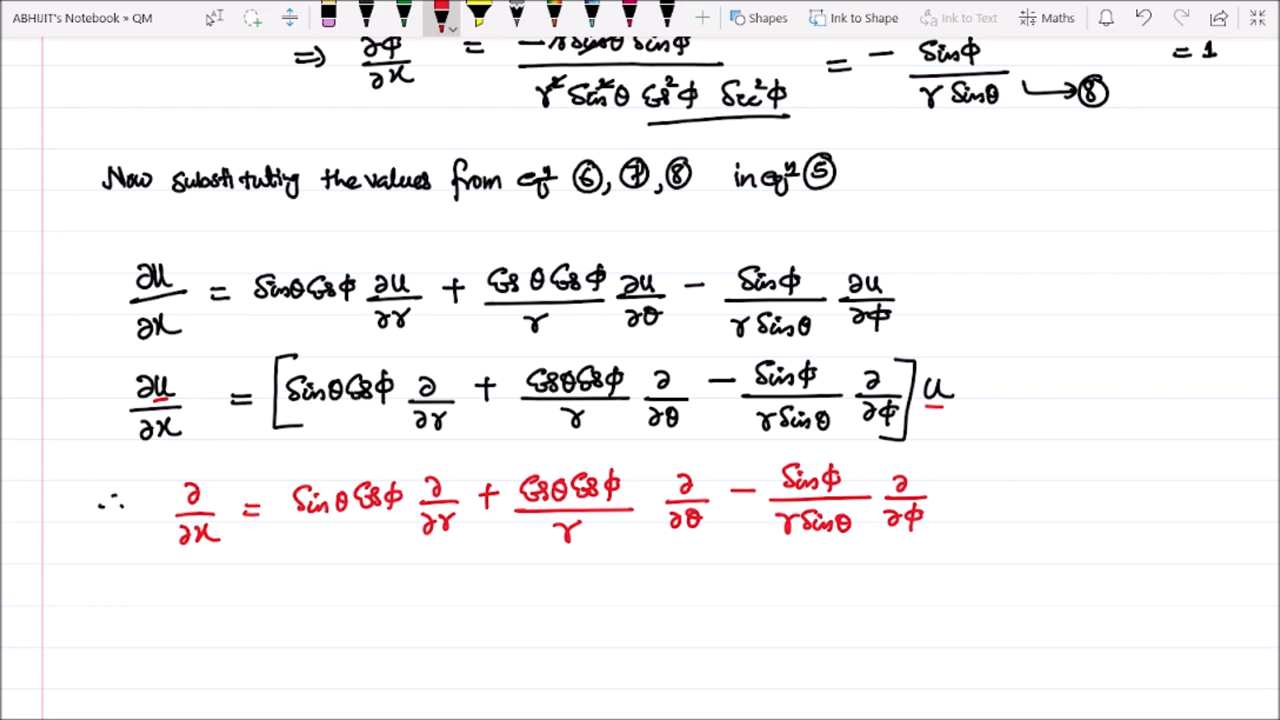 ABHIJIT's Notebook » QM Shapes Ink to Shape Ink to Text Maths
=> ∂φ/∂x = -r sinθ sinφ / r² Sin²θ Cos²φ Sec²φ = - Sinφ / r Sinθ → ⑧ = 1
Now substituting the values from eqⁿ ⑥, ⑦, ⑧ in eqⁿ ⑤
∂u/∂x = Sinθ Cosφ ∂u/∂r + Cosθ Cosφ / r ∂u/∂θ - Sinφ / r Sinθ ∂u/∂φ
∂u/∂x = [Sinθ Cosφ ∂/∂r + Cosθ Cosφ / r ∂/∂θ - Sinφ / r Sinθ ∂/∂φ] u
∴ ∂/∂x = Sinθ Cosφ ∂/∂r + Cosθ Cosφ / r ∂/∂θ - Sinφ / r Sinθ ∂/∂φ